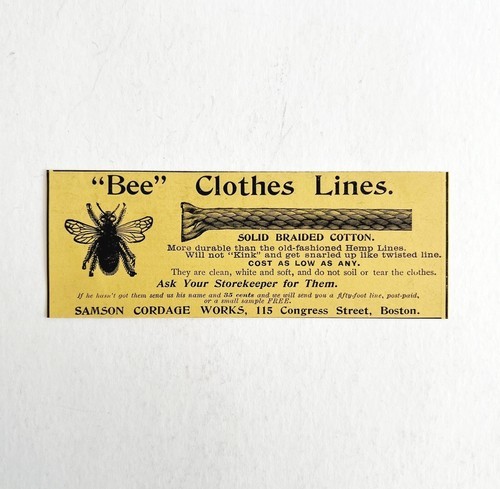 "Bee" Clothes Lines.
SOLID BRAIDED COTTON.
More durable than the old-fashioned Hemp Lines.
Will not "Kink" and get snarled up like twisted line.
COST AS LOW AS ANY.
They are clean, white and soft, and do not soil or tear the clothes.
Ask Your Storekeeper for Them.
If he hasn't got them send us his name and 35 cents and we will send you a fifty-foot line, post-paid,
or a small sample FREE.
SAMSON CORDAGE WORKS, 115 Congress Street, Boston.